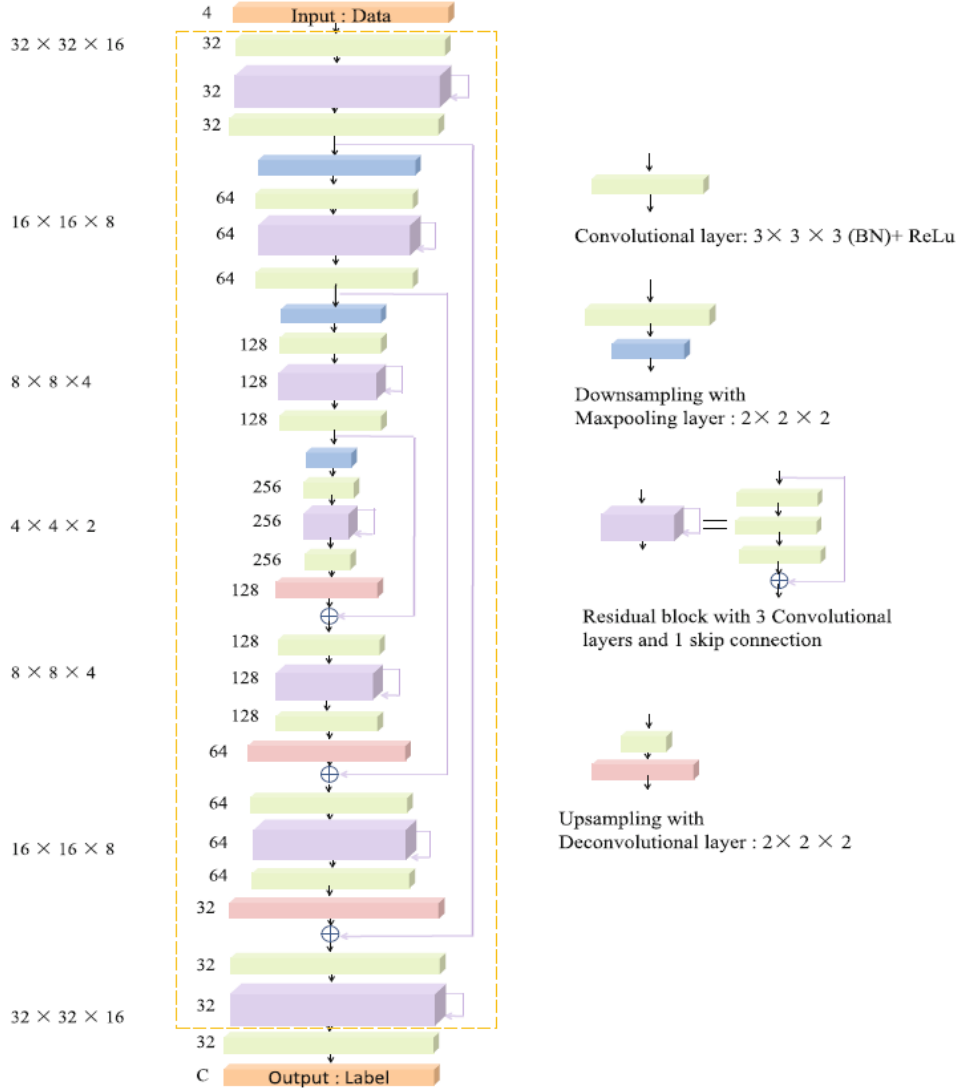 4 Input : Data
32 × 32 × 16
32
32
32
64
16 × 16 × 8
64
64
128
8 × 8 ×4
128
128
256
4 × 4 × 2
256
256
128
128
8 × 8 × 4
128
128
64
64
16 × 16 × 8
64
64
32
32
32
32 × 32 × 16
32
C Output : Label
Convolutional layer: 3× 3 × 3 (BN)+ ReLu
Downsampling with
Maxpooling layer : 2× 2 × 2
Residual block with 3 Convolutional
layers and 1 skip connection
Upsampling with
Deconvolutional layer : 2× 2 × 2